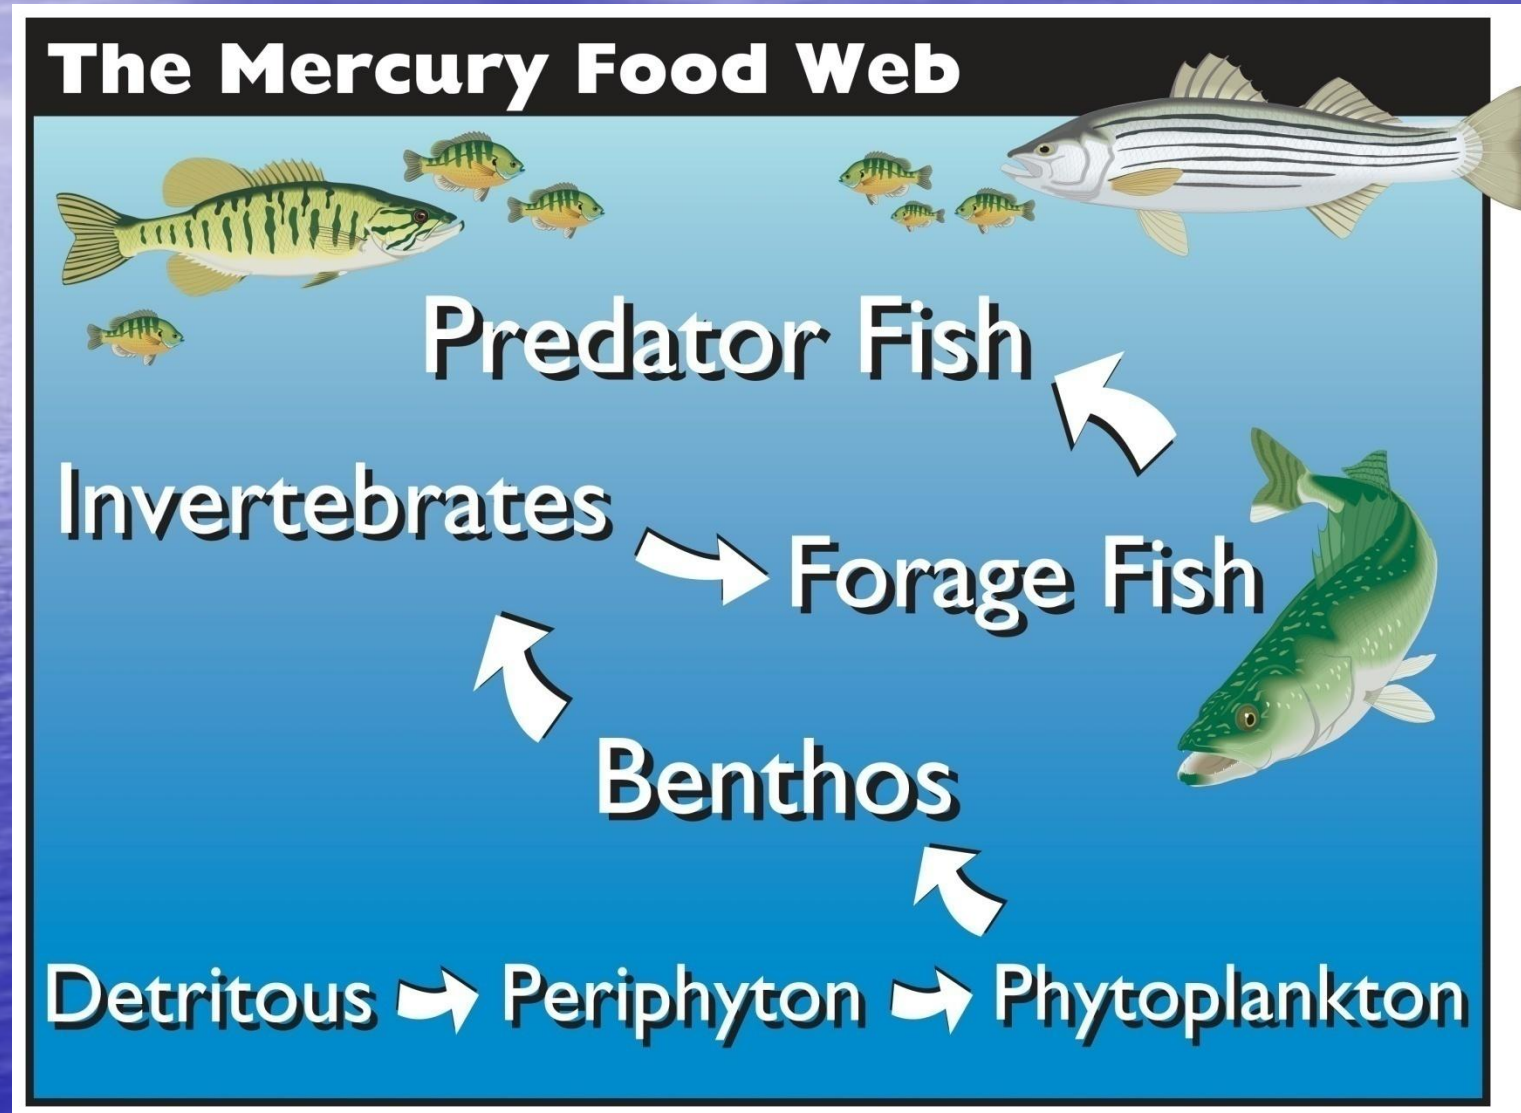 The Mercury Food Web
Predator Fish
Invertebrates
Forage Fish
Benthos
Detritous Periphyton Phytoplankton